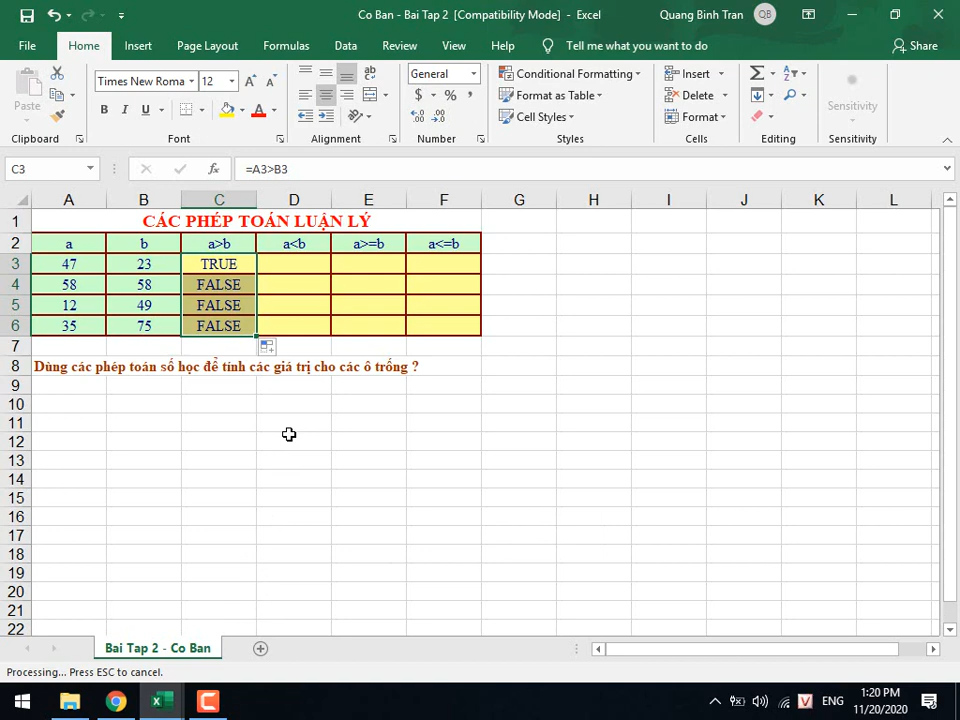 Co Ban - Bai Tap 2 [Compatibility Mode] - Excel
Quang Binh Tran
QB
File Home Insert Page Layout Formulas Data Review View Help Tell me what you want to do Share
Paste
Clipboard
Times New Roma 12
B I U
Font
Alignment
General
$ % ,
Number
Conditional Formatting
Format as Table
Cell Styles
Styles
Insert
Delete
Format
Cells
Editing
Sensitivity
Sensitivity
C3 fx =A3>B3
A B C D E F G H I J K L
1 CÁC PHÉP TOÁN LUẬN LÝ
2 a b a>b a<b a>=b a<=b
3 47 23 TRUE
4 58 58 FALSE
5 12 49 FALSE
6 35 75 FALSE
7
8 Dùng các phép toán số học để tính các giá trị cho các ô trống ?
9
10
11
12
13
14
15
16
17
18
19
20
21
22
Bai Tap 2 - Co Ban
Processing... Press ESC to cancel.
ENG
1:20 PM
11/20/2020